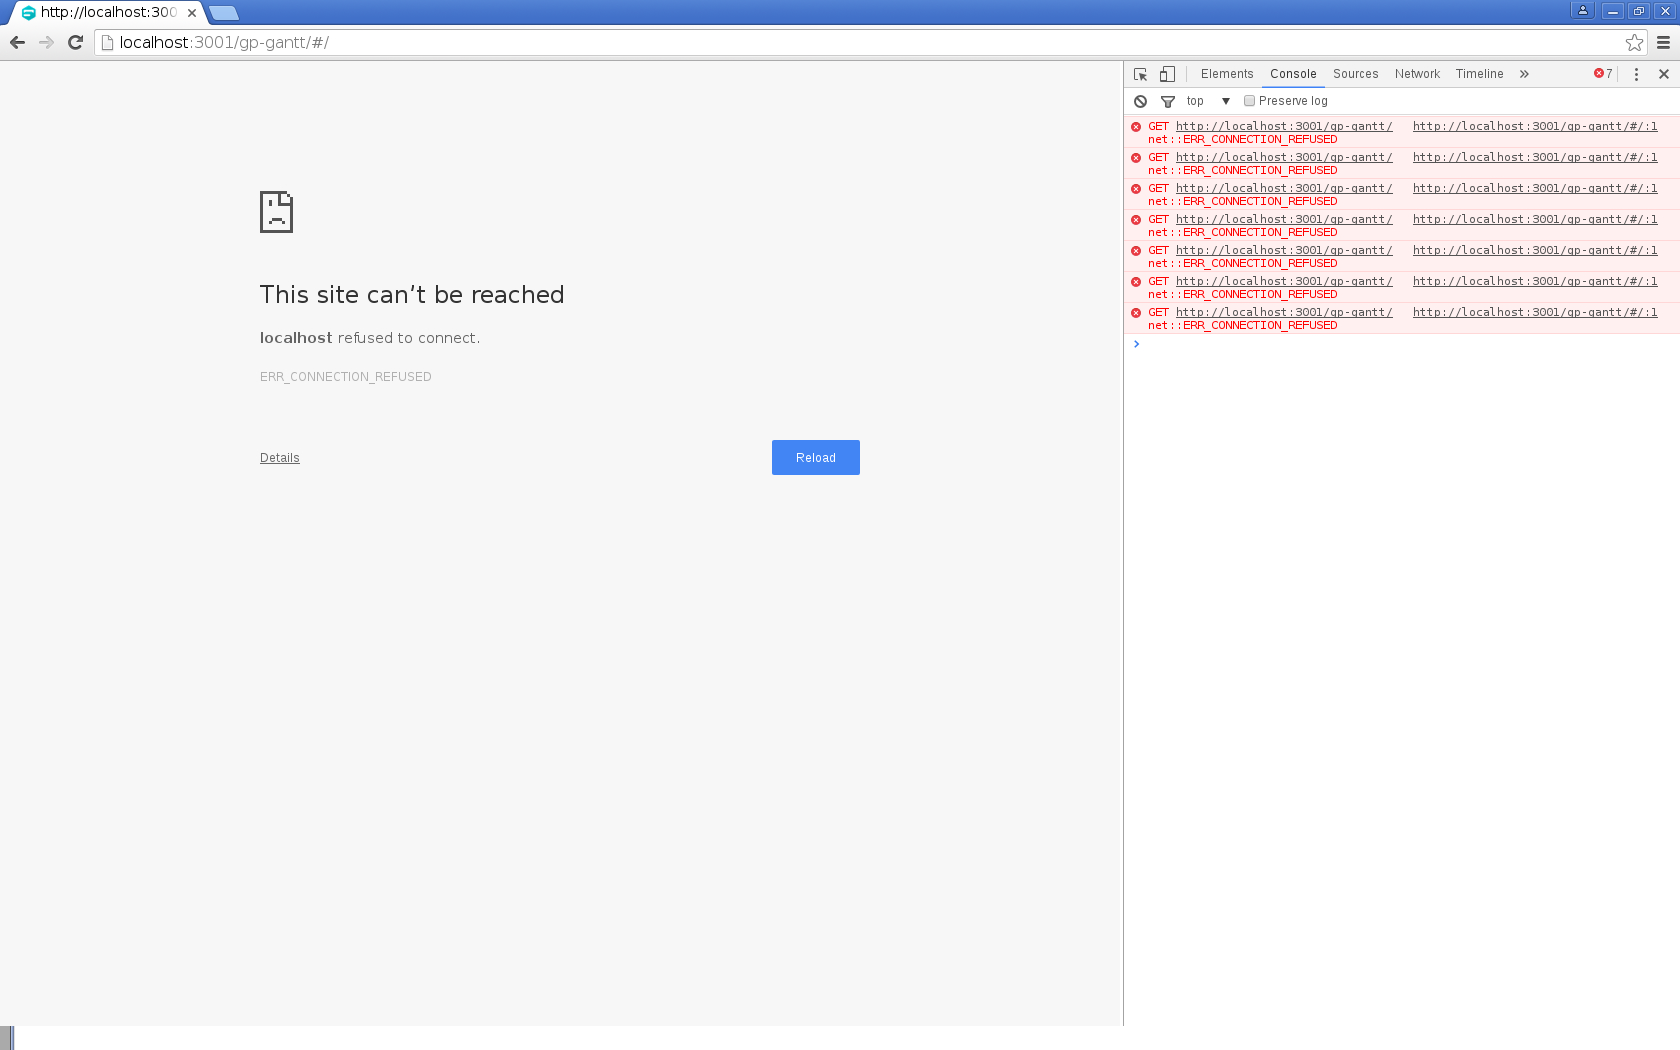 http://localhost:300
localhost:3001/gp-gantt/#/
This site can’t be reached
localhost refused to connect.
ERR_CONNECTION_REFUSED
Details
Reload
Elements Console Sources Network Timeline » 7
top Preserve log
GET http://localhost:3001/gp-gantt/ http://localhost:3001/gp-gantt/#/:1
net::ERR_CONNECTION_REFUSED
GET http://localhost:3001/gp-gantt/ http://localhost:3001/gp-gantt/#/:1
net::ERR_CONNECTION_REFUSED
GET http://localhost:3001/gp-gantt/ http://localhost:3001/gp-gantt/#/:1
net::ERR_CONNECTION_REFUSED
GET http://localhost:3001/gp-gantt/ http://localhost:3001/gp-gantt/#/:1
net::ERR_CONNECTION_REFUSED
GET http://localhost:3001/gp-gantt/ http://localhost:3001/gp-gantt/#/:1
net::ERR_CONNECTION_REFUSED
GET http://localhost:3001/gp-gantt/ http://localhost:3001/gp-gantt/#/:1
net::ERR_CONNECTION_REFUSED
GET http://localhost:3001/gp-gantt/ http://localhost:3001/gp-gantt/#/:1
net::ERR_CONNECTION_REFUSED